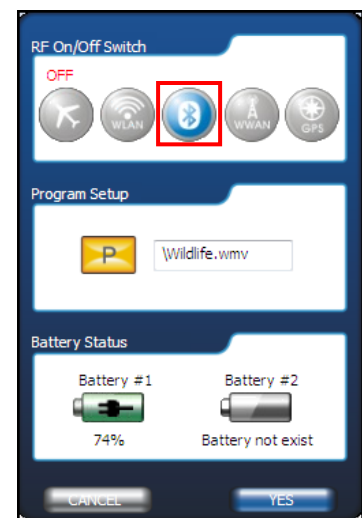 RF On/Off Switch
OFF
WLAN
WWAN
GPS
Program Setup
P
\Wildlife.wmv
Battery Status
Battery #1 Battery #2
74% Battery not exist
CANCEL YES